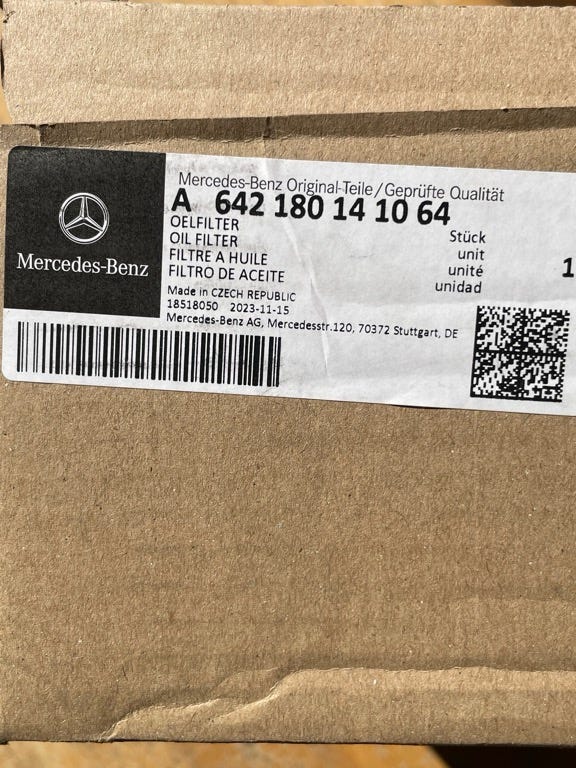 Mercedes-Benz Original-Teile/Geprüfte Qualität
A 642 180 14 10 64
OELFILTER
OIL FILTER
FILTRE A HUILE
FILTRO DE ACEITE
Stück
unit
unité
unidad
1
Made in CZECH REPUBLIC
18518050 2023-11-15
Mercedes-Benz AG, Mercedesstr.120, 70372 Stuttgart, DE
Mercedes-Benz